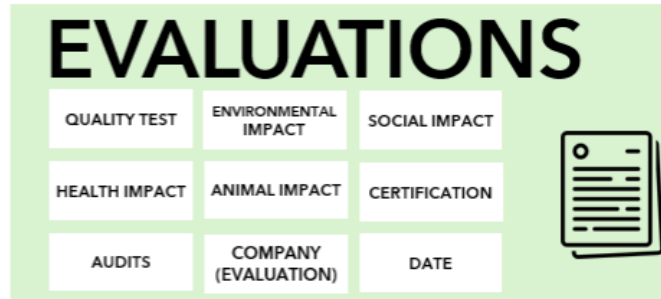 EVALUATIONS
QUALITY TEST
ENVIRONMENTAL
IMPACT
SOCIAL IMPACT
HEALTH IMPACT
ANIMAL IMPACT
CERTIFICATION
AUDITS
COMPANY
(EVALUATION)
DATE